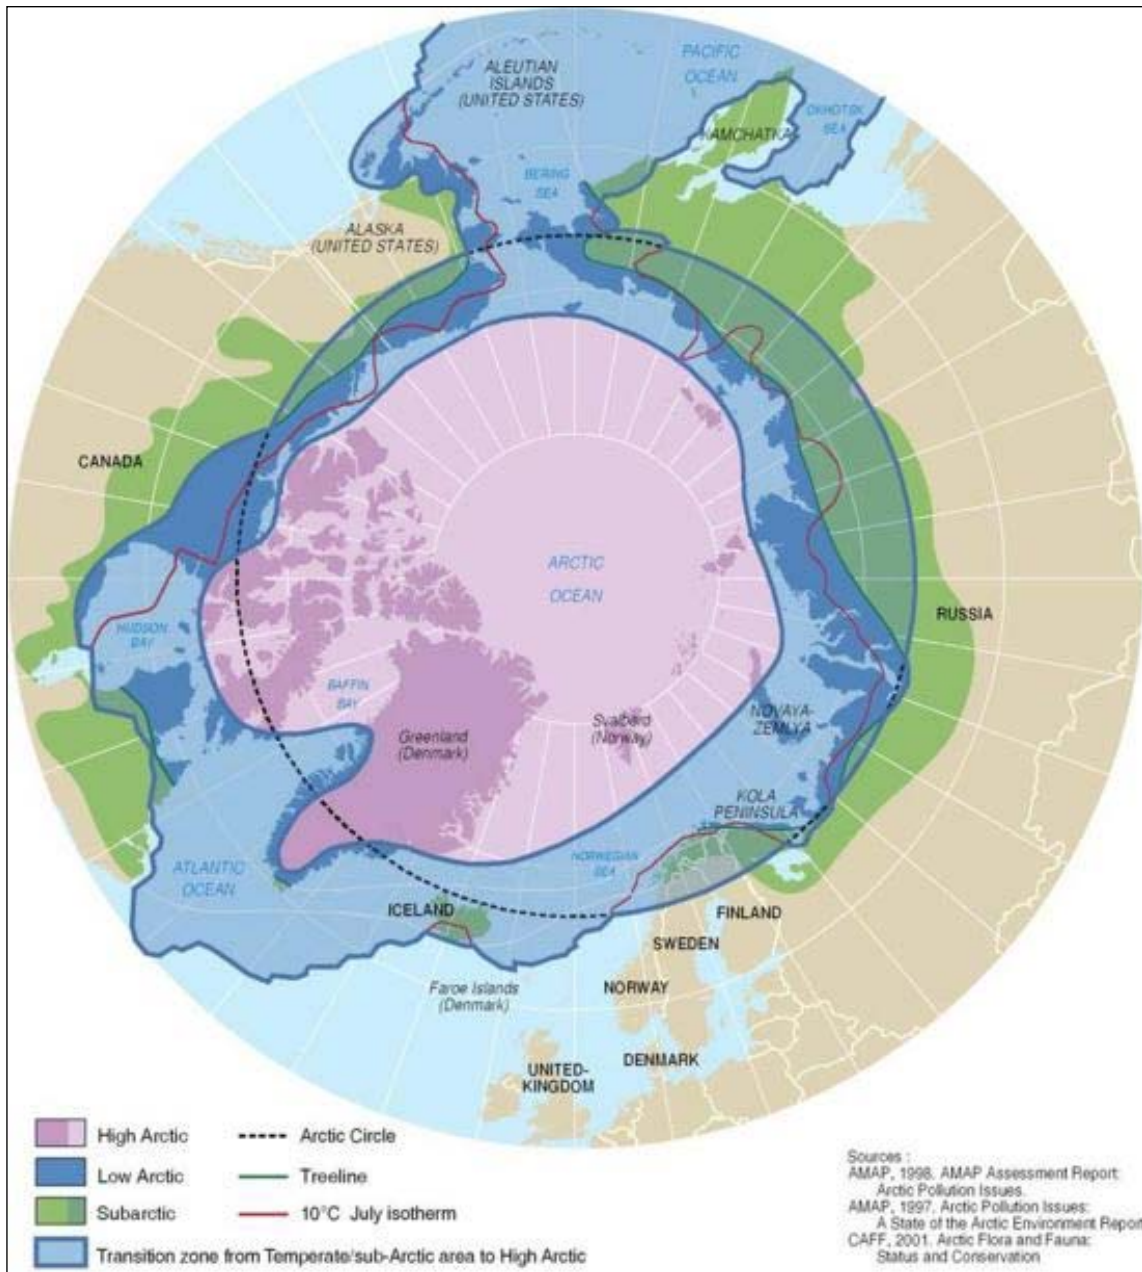 PACIFIC
OCEAN
ALEUTIAN
ISLANDS
(UNITED STATES)
OKHOTSK
SEA
KAMCHATKA
BERING
SEA
ALASKA
(UNITED STATES)
CANADA
ARCTIC
OCEAN
RUSSIA
HUDSON
BAY
BAFFIN
BAY
Greenland
(Denmark)
Svalbard
(Norway)
NOVAYA-
ZEMLYA
KOLA
PENINSULA
NORWEGIAN
SEA
ATLANTIC
OCEAN
ICELAND
FINLAND
SWEDEN
Faroe Islands
(Denmark)
NORWAY
DENMARK
UNITED-
KINGDOM
High Arctic
Arctic Circle
Low Arctic
Treeline
Subarctic
10°C July isotherm
Transition zone from Temperate/sub-Arctic area to High Arctic
Sources :
AMAP, 1998. AMAP Assessment Report:
Arctic Pollution Issues.
AMAP, 1997. Arctic Pollution Issues:
A State of the Arctic Environment Report
CAFF, 2001. Arctic Flora and Fauna:
Status and Conservation